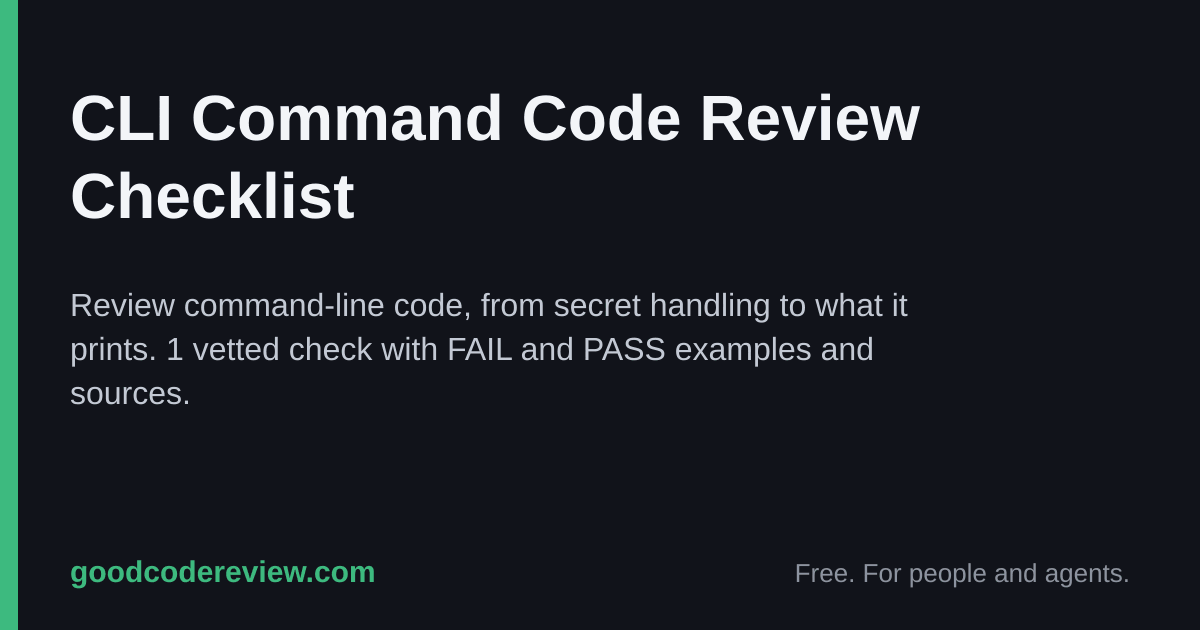 CLI Command Code Review
Checklist
Review command-line code, from secret handling to what it
prints. 1 vetted check with FAIL and PASS examples and
sources.
goodcodereview.com
Free. For people and agents.